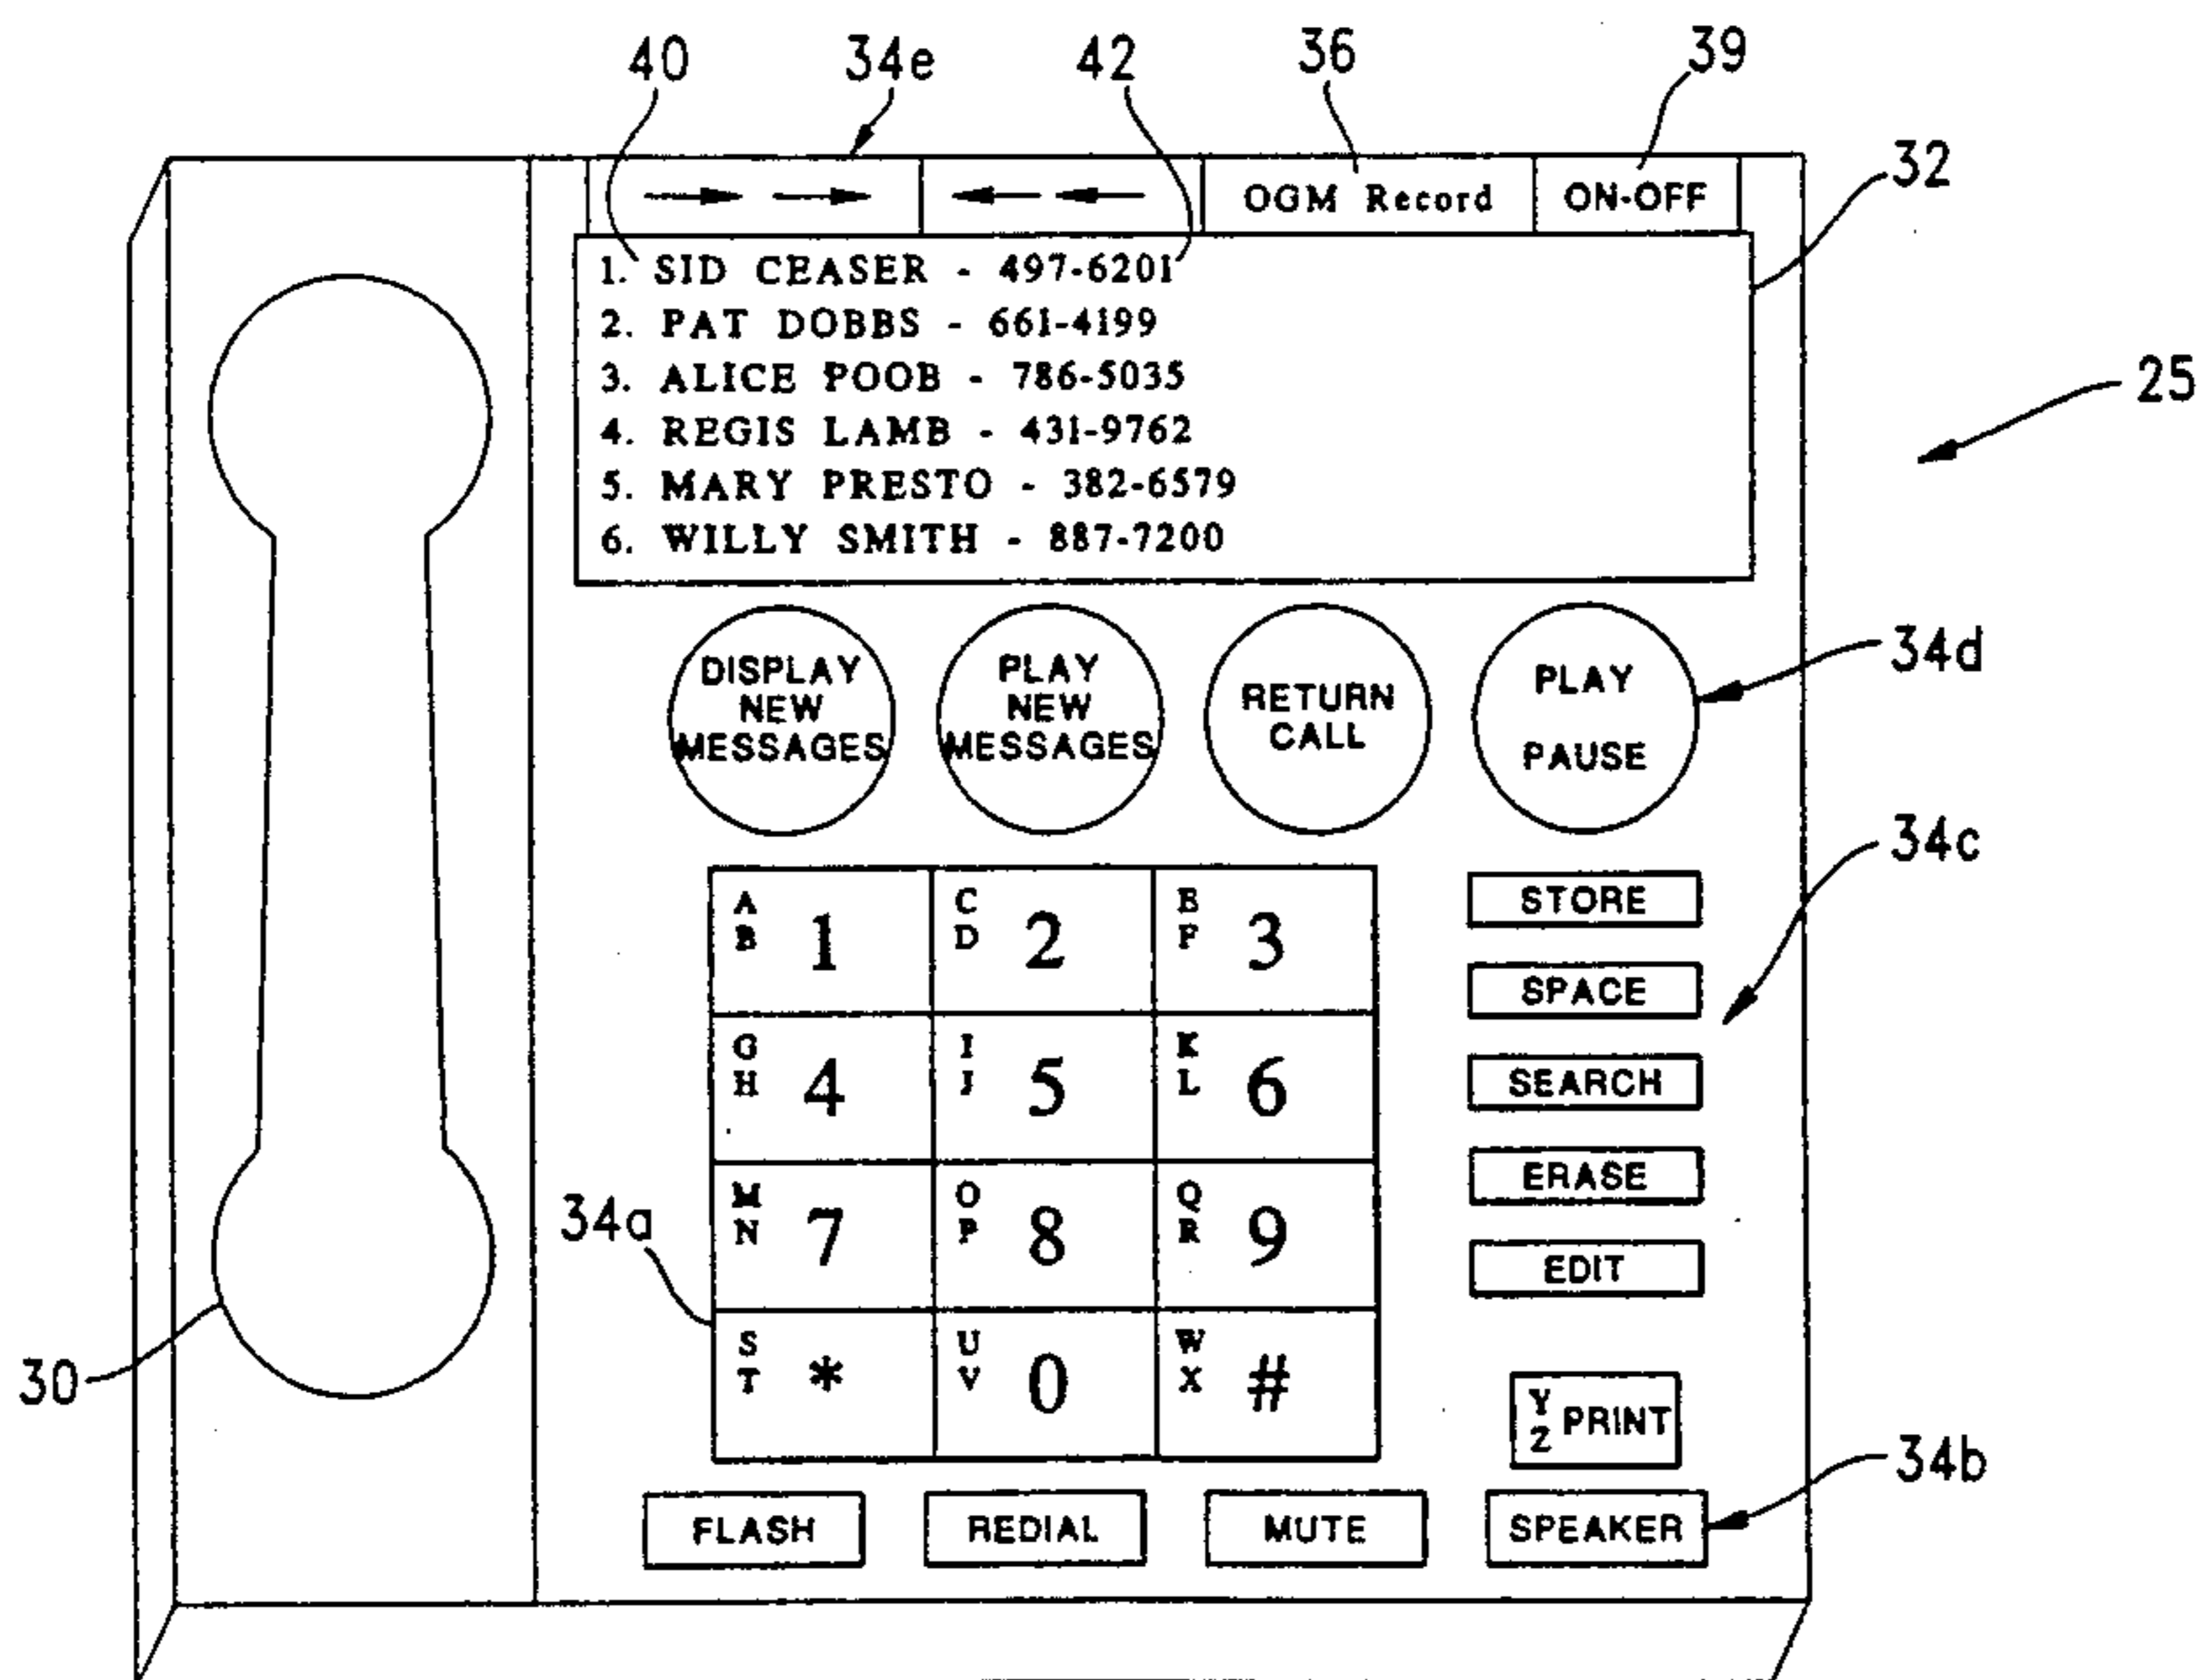 40 34e 42 36 39
OGM Record ON-OFF
32
1. SID CEASER - 497-6201
2. PAT DOBBS - 661-4199
3. ALICE POOB - 786-5035
4. REGIS LAMB - 431-9762
5. MARY PRESTO - 382-6579
6. WILLY SMITH - 887-7200
25
DISPLAY NEW MESSAGES
PLAY NEW MESSAGES
RETURN CALL
PLAY PAUSE
34d
34c
A B 1
C D 2
E F 3
STORE
SPACE
G H 4
I J 5
K L 6
SEARCH
ERASE
34a
M N 7
O P 8
Q R 9
EDIT
30
S T *
U V 0
W X #
Y Z PRINT
34b
FLASH REDIAL MUTE SPEAKER